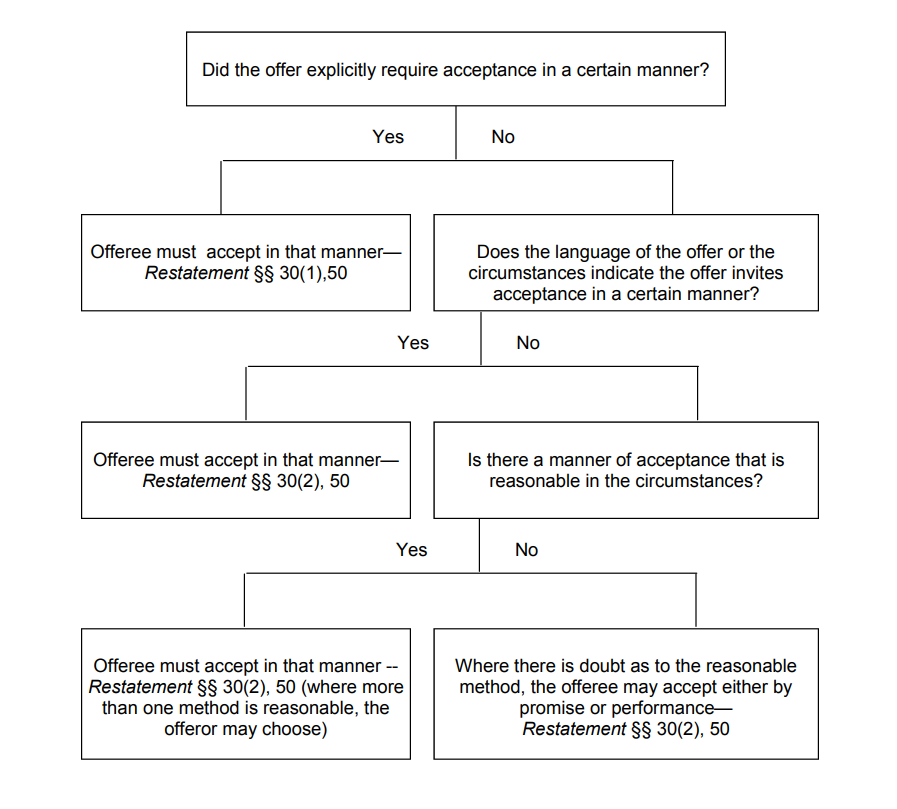 Did the offer explicitly require acceptance in a certain manner?
Yes
No
Offeree must  accept in that manner—
Restatement §§ 30(1),50
Does the language of the offer or the
circumstances indicate the offer invites
acceptance in a certain manner?
Yes
No
Offeree must accept in that manner—
Restatement §§ 30(2), 50
Is there a manner of acceptance that is
reasonable in the circumstances?
Yes
No
Offeree must accept in that manner --
Restatement §§ 30(2), 50 (where more
than one method is reasonable, the
offeror may choose)
Where there is doubt as to the reasonable
method, the offeree may accept either by
promise or performance—
Restatement §§ 30(2), 50